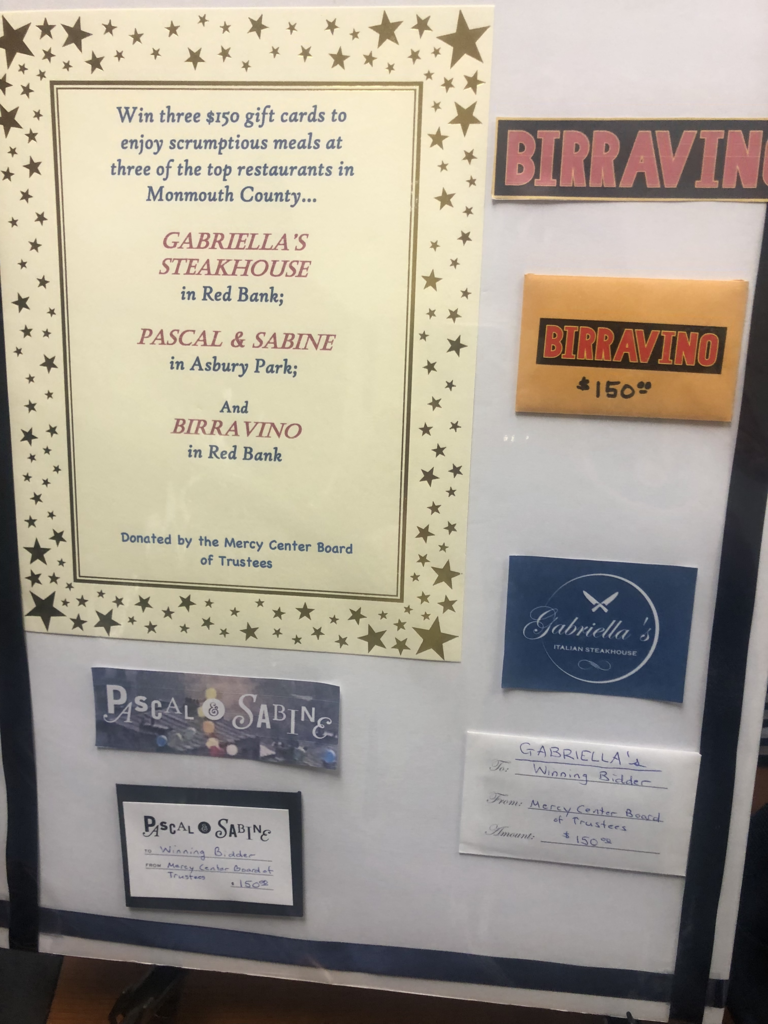 Win three $150 gift cards to
enjoy scrumptious meals at
three of the top restaurants in
Monmouth County...
GABRIELLA'S
STEAKHOUSE
in Red Bank;
PASCAL & SABINE
in Asbury Park;
And
BIRRAVINO
in Red Bank
Donated by the Mercy Center Board
of Trustees
BIRRAVINO
BIRRAVINO
$150.00
Gabriella's
ITALIAN STEAKHOUSE
PASCAL & SABINE
PASCAL & SABINE
TO Winning Bidder
FROM Mercy Center Board of
Trustees $150.00
GABRIELLA's
To: Winning Bidder
From: Mercy Center Board
of Trustees
Amount: $150.00